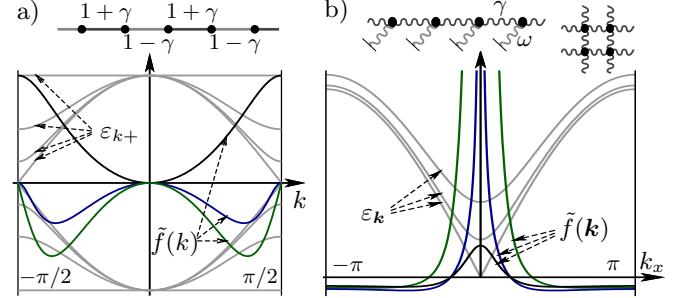 a)
1 + γ 1 + γ
1 − γ 1 − γ
ε_{k+}
k
f̃(k)
−π/2 π/2
b)
γ
ω
ε_𝒌
f̃(𝒌)
−π π k_x